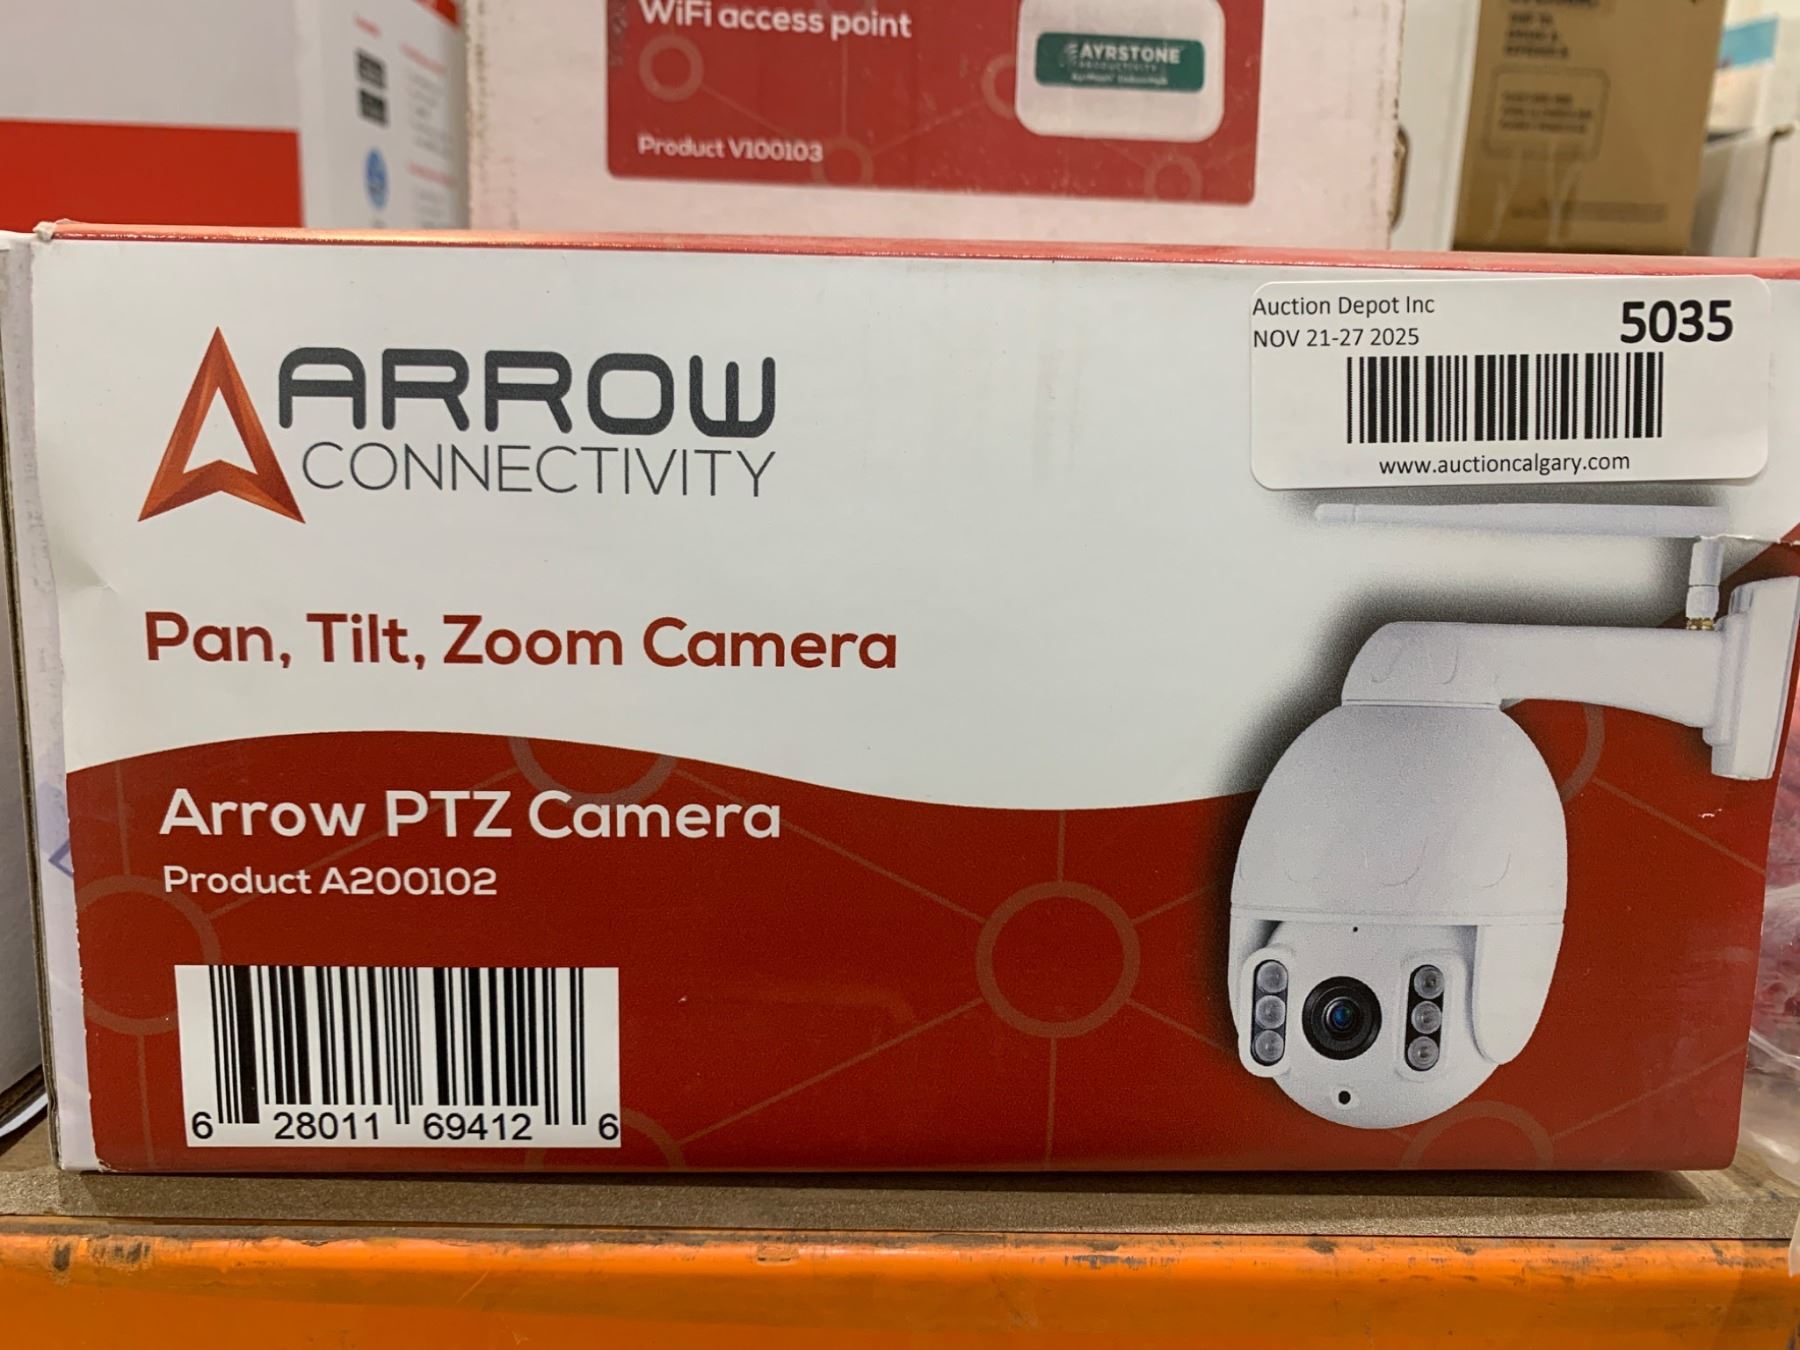 WiFi access point
AYRSTONE
PRODUCTIVITY
Product V100103
Auction Depot Inc
5035
NOV 21-27 2025
www.auctioncalgary.com
ARROW
CONNECTIVITY
Pan, Tilt, Zoom Camera
Arrow PTZ Camera
Product A200102
6 28011 69412 6